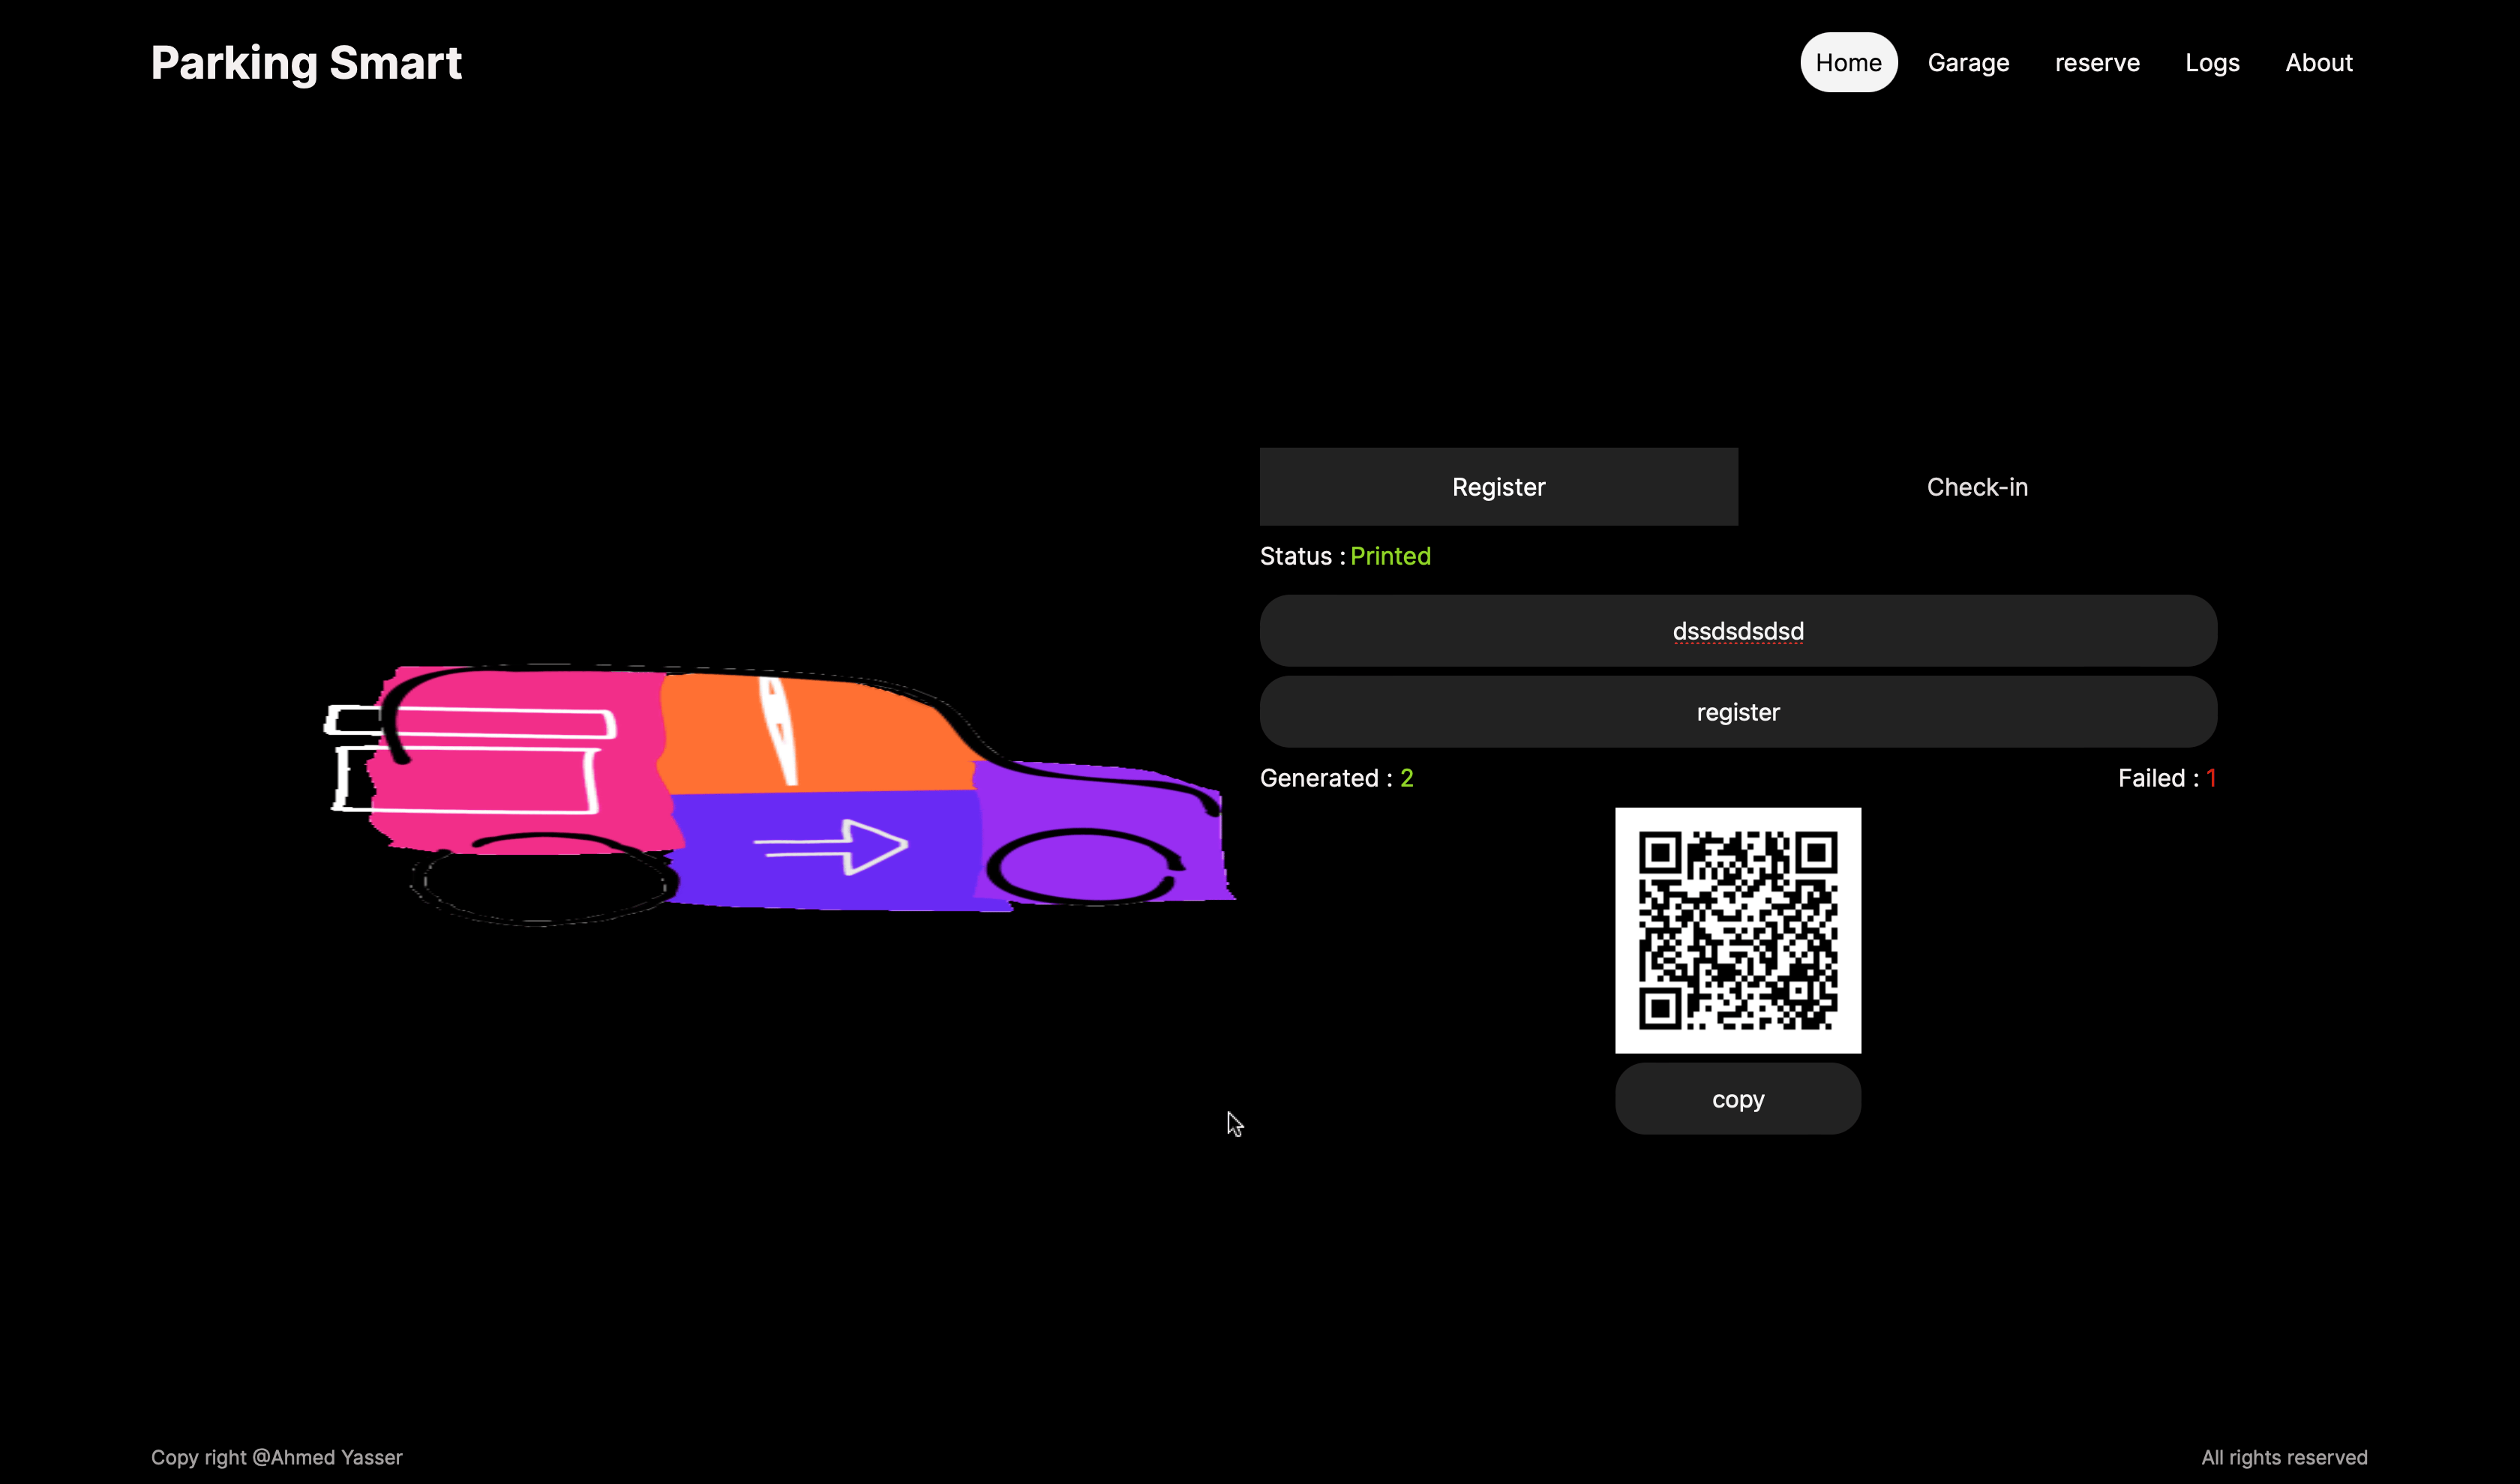 Parking Smart
Home Garage reserve Logs About
Register Check-in
Status : Printed
dssdsdsdsd
register
Generated : 2 Failed : 1
copy
Copy right @Ahmed Yasser All rights reserved